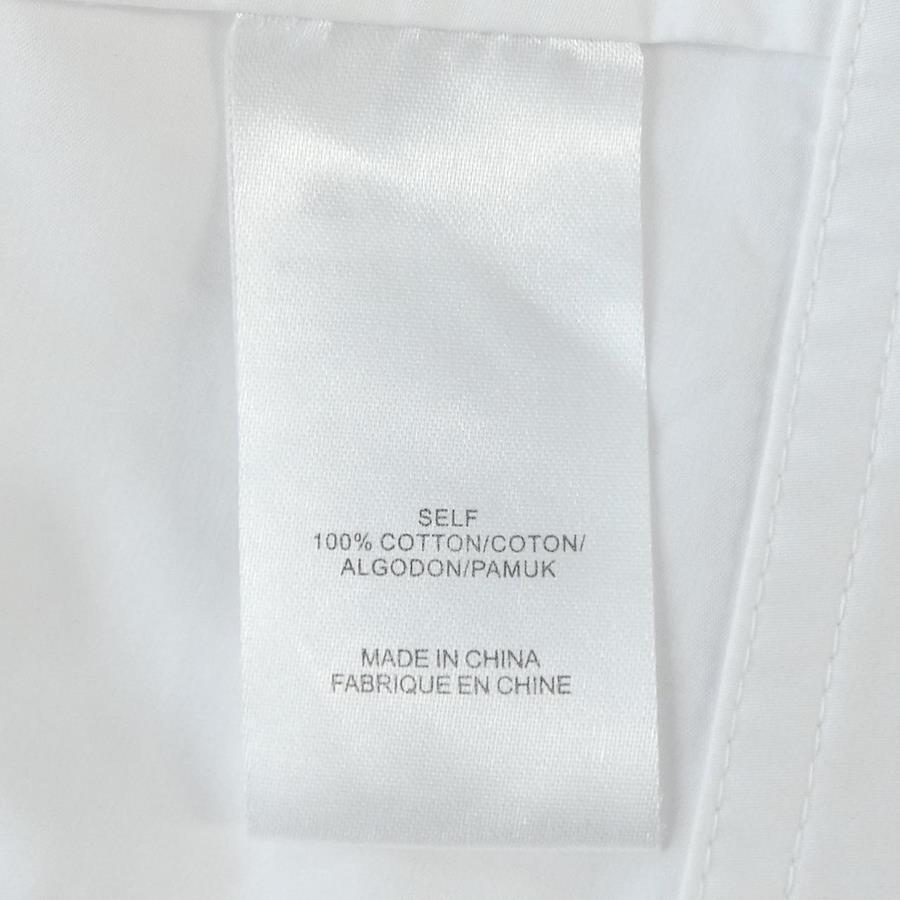 SELF
100% COTTON/COTON/
ALGODON/PAMUK
MADE IN CHINA
FABRIQUE EN CHINE